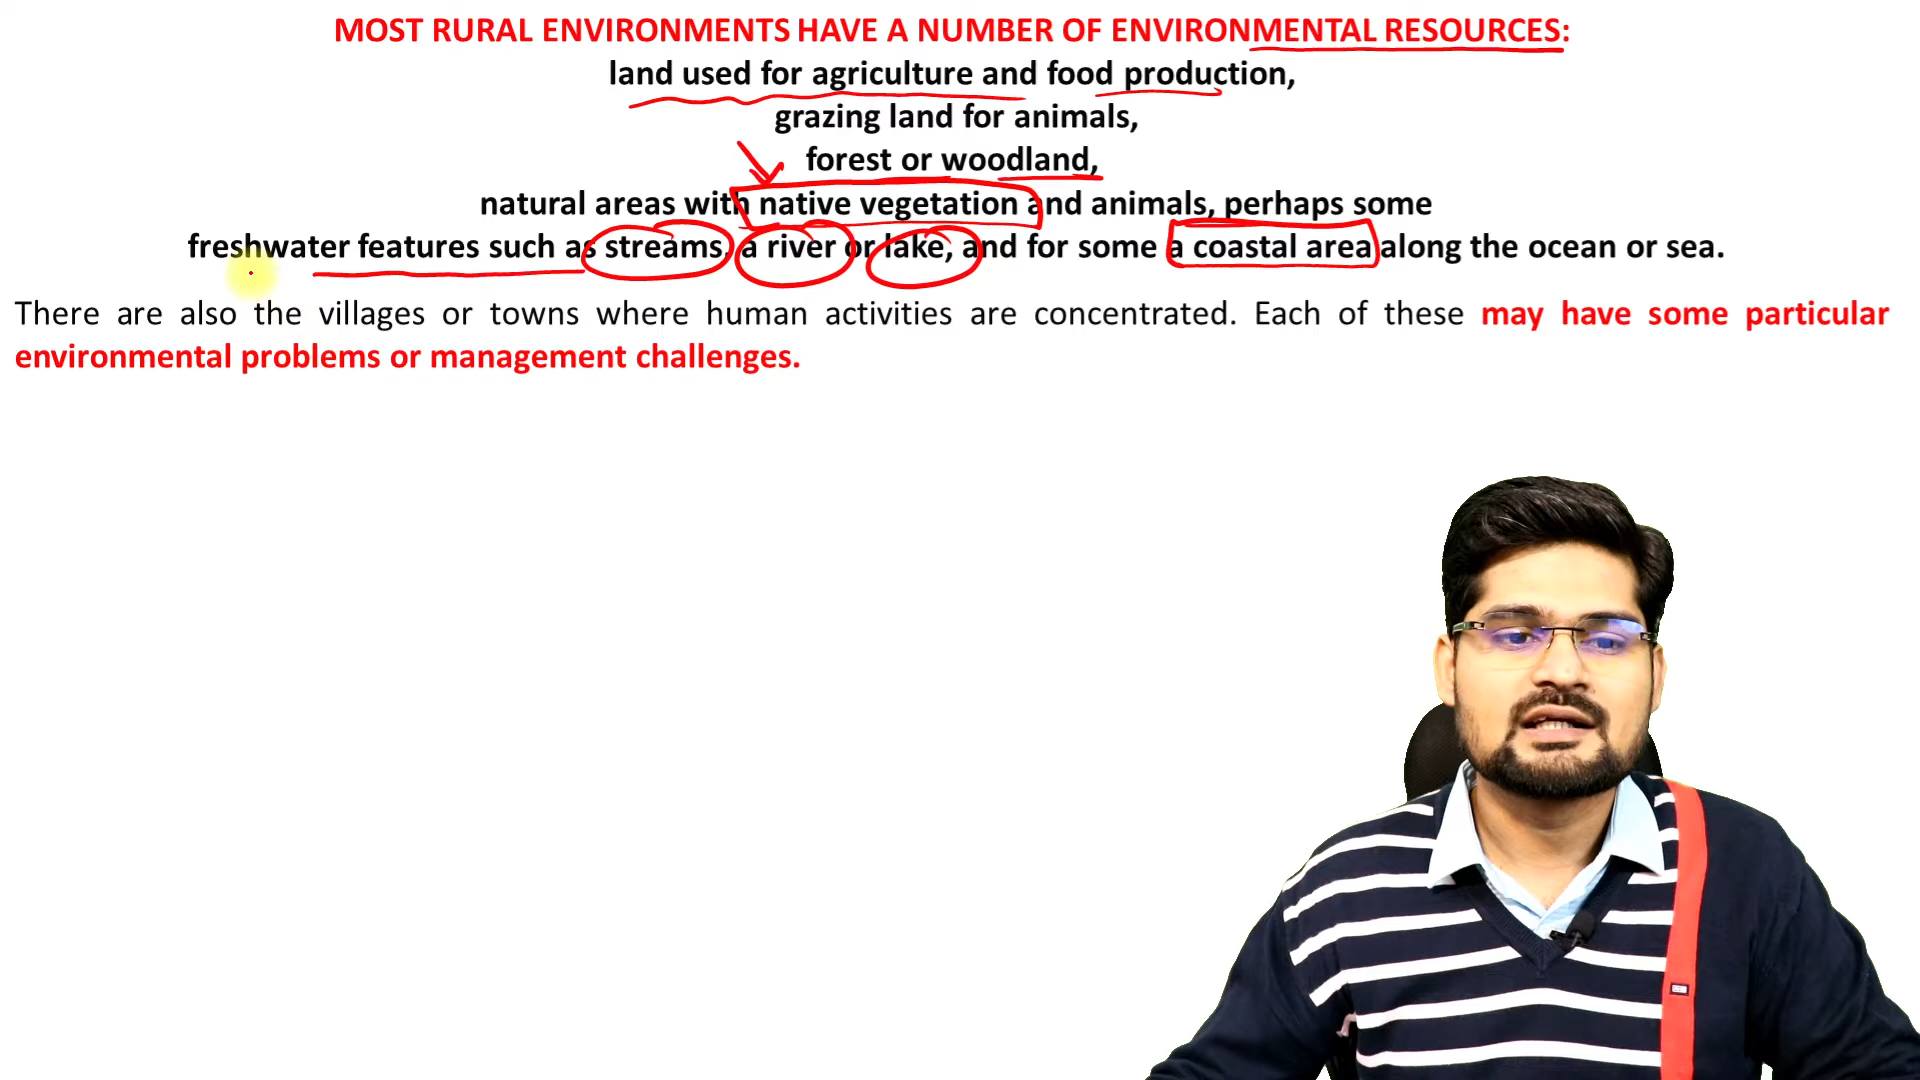 MOST RURAL ENVIRONMENTS HAVE A NUMBER OF ENVIRONMENTAL RESOURCES:
land used for agriculture and food production,
grazing land for animals,
forest or woodland,
natural areas with native vegetation and animals, perhaps some
freshwater features such as streams, a river or lake, and for some a coastal area along the ocean or sea.
There are also the villages or towns where human activities are concentrated. Each of these may have some particular
environmental problems or management challenges.